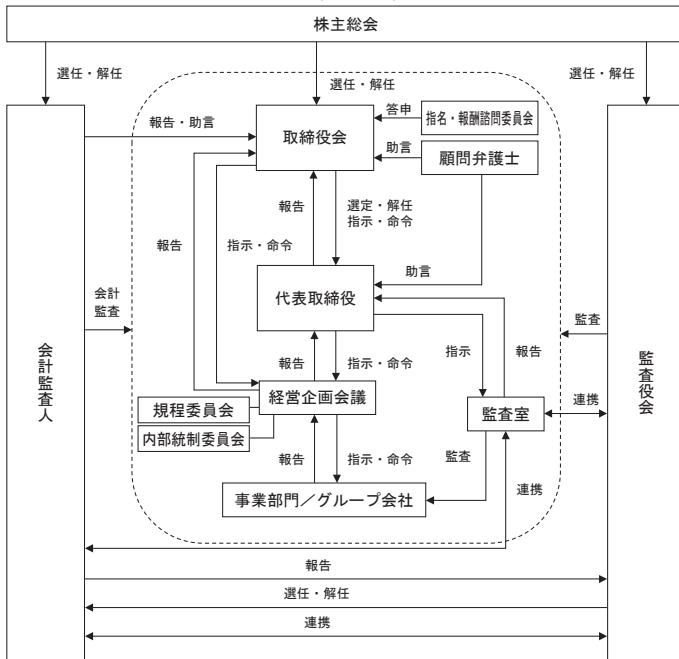 株主総会
選任・解任
選任・解任
選任・解任
答申
指名・報酬諮問委員会
報告・助言
取締役会
助言
顧問弁護士
報告
選定・解任
指示・命令
報告
指示・命令
助言
会計
監査
代表取締役
監査
指示
報告
報告
指示・命令
会計監査人
監査役会
経営企画会議
規程委員会
監査室
連携
内部統制委員会
報告
指示・命令
監査
連携
事業部門/グループ会社
報告
選任・解任
連携